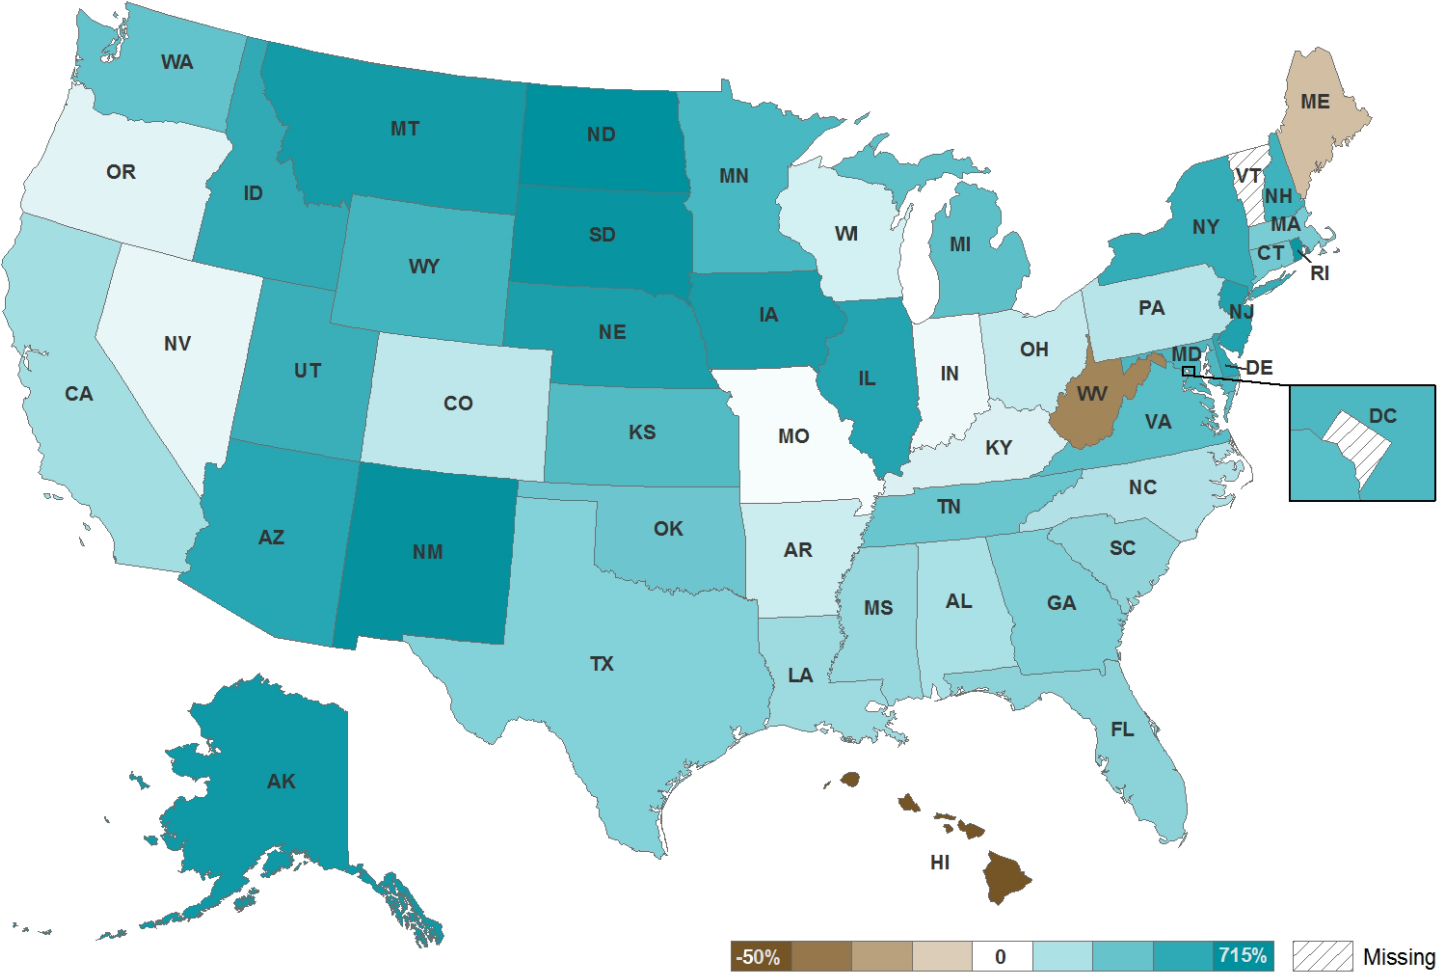 WA
ME
MT
ND
OR
MN
VT
ID
NH
NY
MA
SD
WI
MI
CT
WY
RI
PA
NJ
IA
NE
NV
OH
MD
UT
IN
DE
IL
CA
WV
CO
DC
VA
KS
MO
KY
NC
TN
OK
AZ
SC
NM
AR
AL
GA
MS
TX
LA
FL
AK
HI
-50% 0 715% Missing